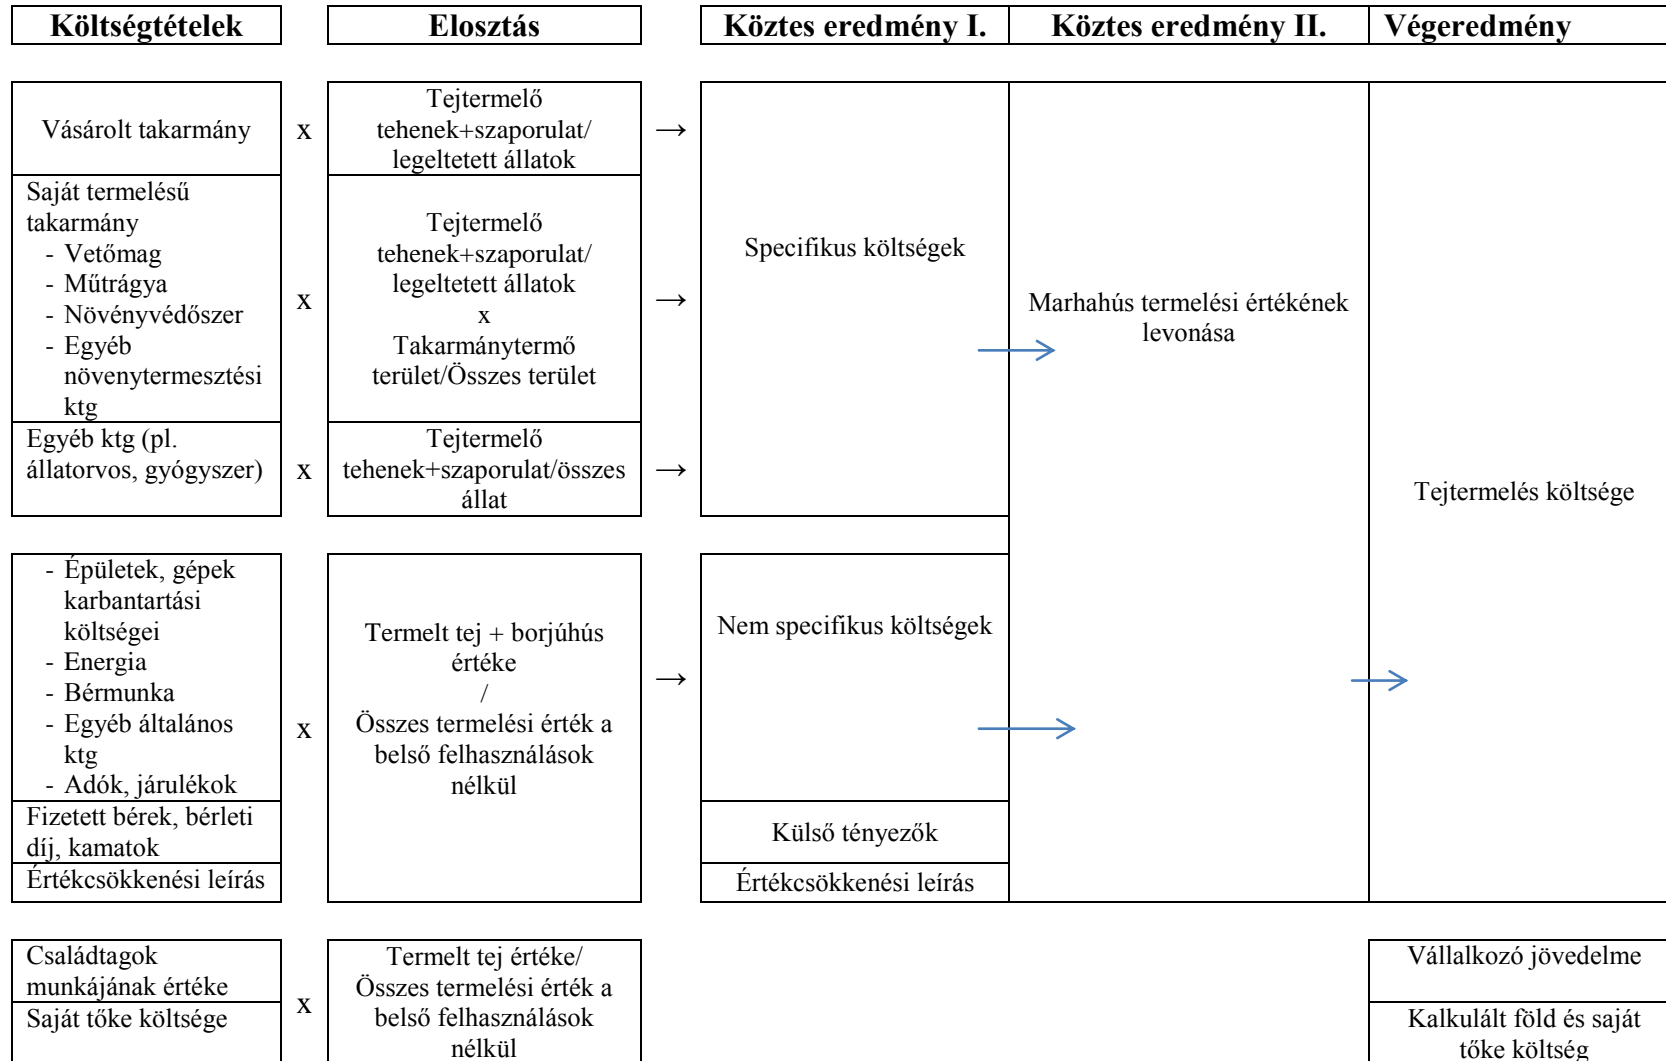 Költségtételek
Elosztás
Köztes eredmény I.
Köztes eredmény II.
Végeredmény
Vásárolt takarmány
x
Tejtermelő
tehenek+szaporulat/
legeltetett állatok
→
Saját termelésű
takarmány
- Vetőmag
- Műtrágya
- Növényvédőszer
- Egyéb
növenytermesztési
ktg
x
Tejtermelő
tehenek+szaporulat/
legeltetett állatok
x
Takarmánytermő
terület/Összes terület
→
Egyéb ktg (pl.
állatorvos, gyógyszer)
x
Tejtermelő
tehenek+szaporulat/összes
állat
→
Specifikus költségek
Marhahús termelési értékének
levonása
Tejtermelés költsége
- Épületek, gépek
karbantartási
költségei
- Energia
- Bérmunka
- Egyéb általános
ktg
- Adók, járulékok
Fizetett bérek, bérleti
díj, kamatok
Értékcsökkenési leírás
x
Termelt tej + borjúhús
értéke
/
Összes termelési érték a
belső felhasználások
nélkül
→
Nem specifikus költségek
Külső tényezők
Értékcsökkenési leírás
Családtagok
munkájának értéke
Saját tőke költsége
x
Termelt tej értéke/
Összes termelési érték a
belső felhasználások
nélkül
Vállalkozó jövedelme
Kalkulált föld és saját
tőke költség